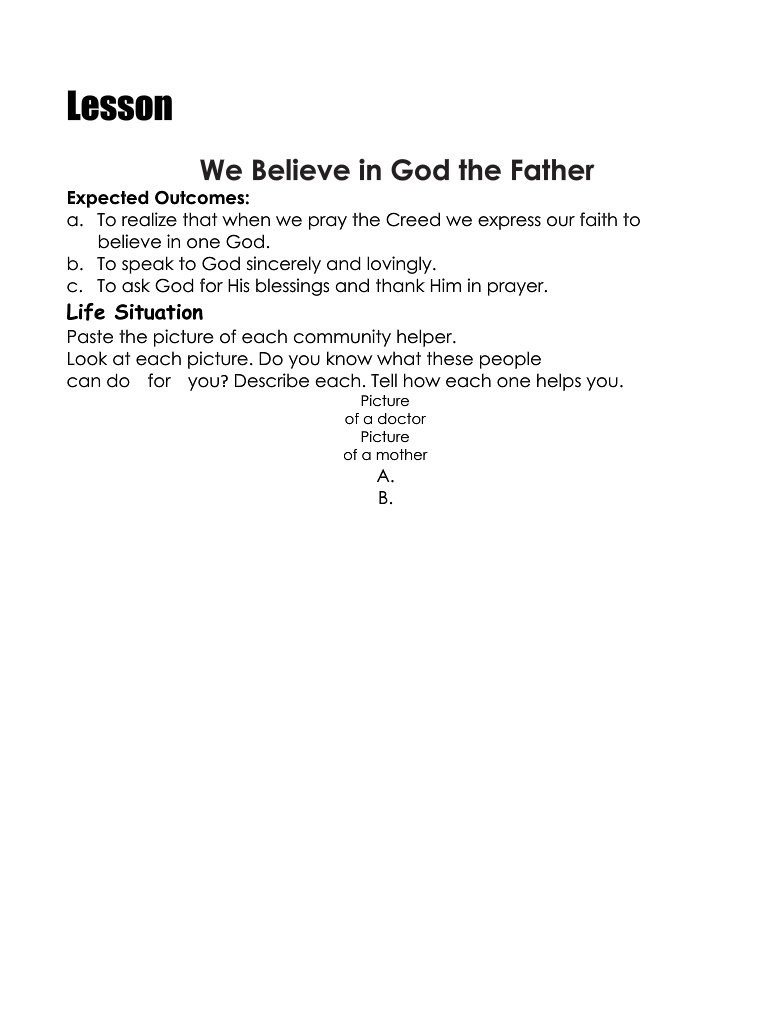 Lesson
We Believe in God the Father
Expected Outcomes:
a. To realize that when we pray the Creed we express our faith to
believe in one God.
b. To speak to God sincerely and lovingly.
c. To ask God for His blessings and thank Him in prayer.
Life Situation
Paste the picture of each community helper.
Look at each picture. Do you know what these people
can do for you? Describe each. Tell how each one helps you.
Picture
of a doctor
Picture
of a mother
A.
B.